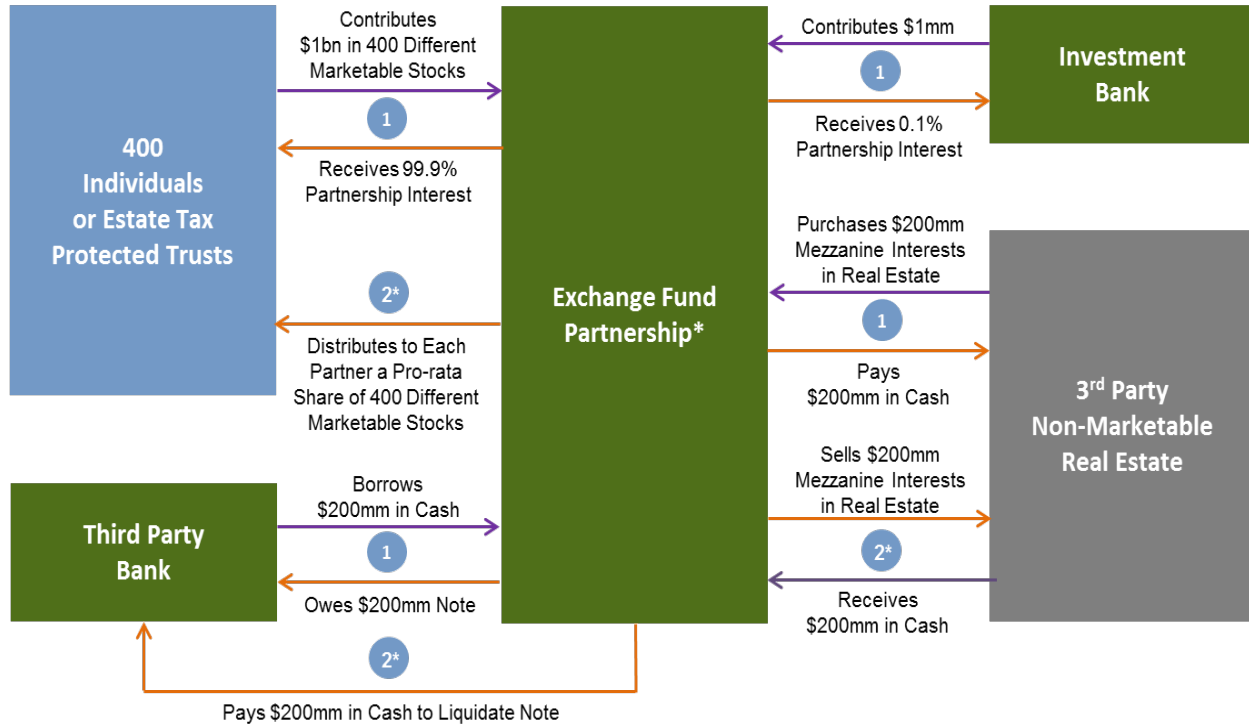 Contributes
$1bn in 400 Different
Marketable Stocks
1
Receives 99.9%
Partnership Interest
400
Individuals
or Estate Tax
Protected Trusts
2*
Distributes to Each
Partner a Pro-rata
Share of 400 Different
Marketable Stocks
Third Party
Bank
Borrows
$200mm in Cash
1
Owes $200mm Note
2*
Pays $200mm in Cash to Liquidate Note
Exchange Fund
Partnership*
Contributes $1mm
1
Receives 0.1%
Partnership Interest
Investment
Bank
Purchases $200mm
Mezzanine Interests
in Real Estate
1
Pays
$200mm in Cash
3rd Party
Non-Marketable
Real Estate
Sells $200mm
Mezzanine Interests
in Real Estate
2*
Receives
$200mm in Cash